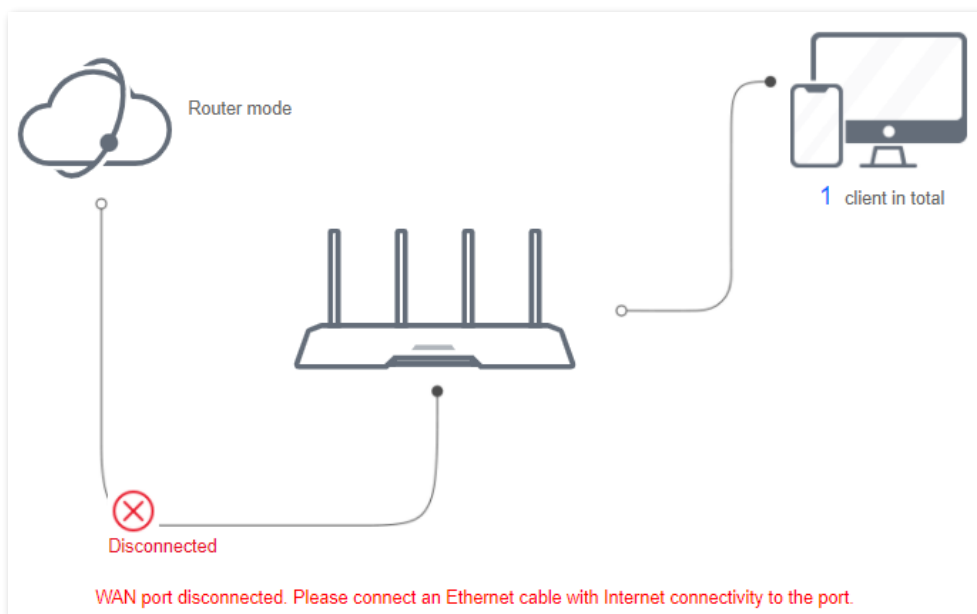 Router mode
1 client in total
Disconnected
WAN port disconnected. Please connect an Ethernet cable with Internet connectivity to the port.